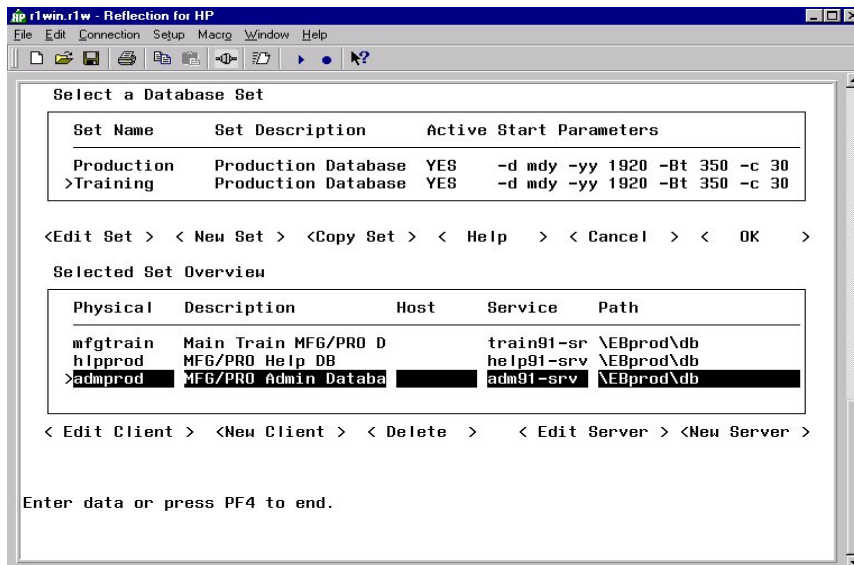 r1win.r1w - Reflection for HP
File Edit Connection Setup Macro Window Help
Select a Database Set
Set Name Set Description Active Start Parameters
Production Production Database YES -d mdy -yy 1920 -Bt 350 -c 30
>Training Production Database YES -d mdy -yy 1920 -Bt 350 -c 30
<Edit Set > < New Set > <Copy Set > < Help > < Cancel > < OK >
Selected Set Overview
Physical Description Host Service Path
mfgtrain Main Train MFG/PRO D train91-sr \EBprod\db
hlpprod MFG/PRO Help DB help91-srv \EBprod\db
>admprod MFG/PRO Admin Databa adm91-srv \EBprod\db
< Edit Client > <New Client > < Delete > < Edit Server > <New Server >
Enter data or press PF4 to end.